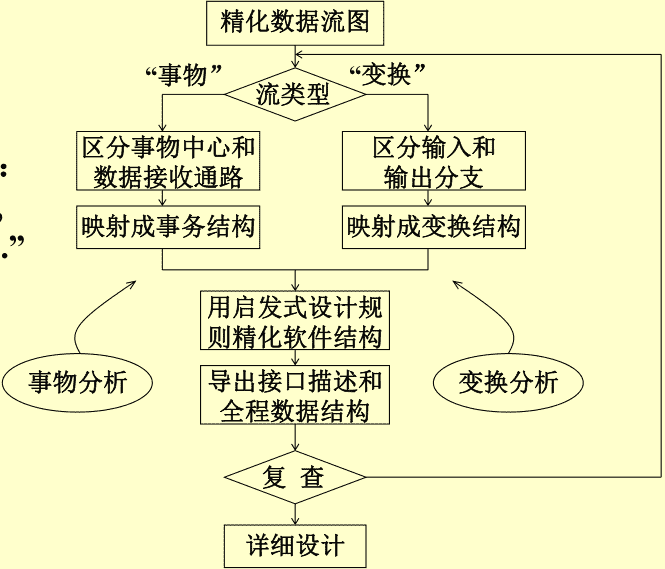 精化数据流图
“事物”
“变换”
流类型
区分事物中心和
数据接收通路
区分输入和
输出分支
：
，
.”
映射成事务结构
映射成变换结构
用启发式设计规
则精化软件结构
事物分析
变换分析
导出接口描述和
全程数据结构
复 查
详细设计